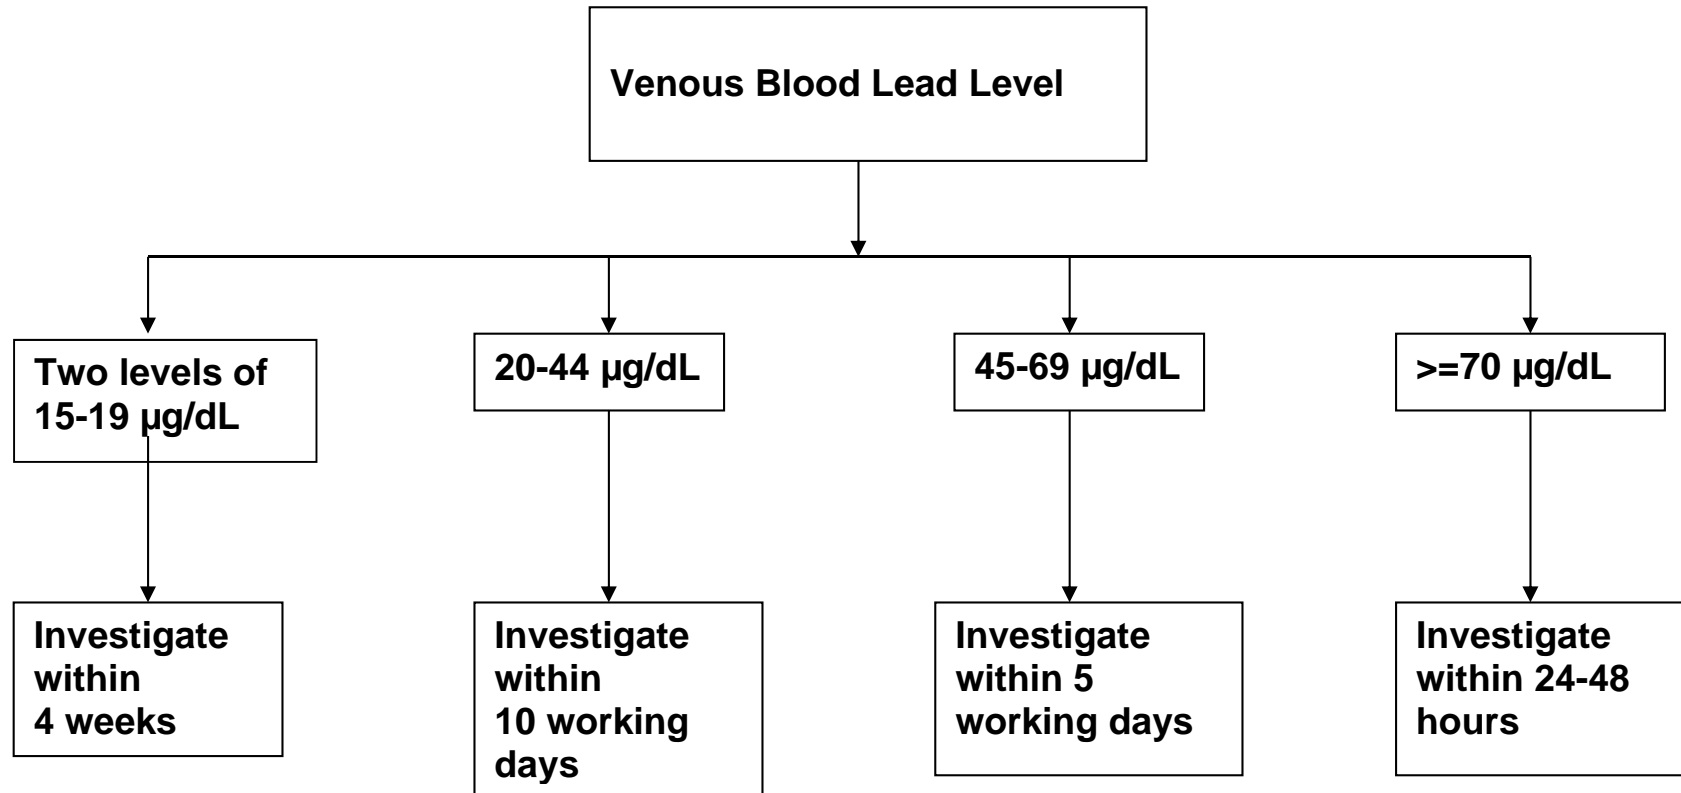 Venous Blood Lead Level
Two levels of
15-19 µg/dL
20-44 µg/dL
45-69 µg/dL
>=70 µg/dL
Investigate
within
4 weeks
Investigate
within
10 working
days
Investigate
within 5
working days
Investigate
within 24-48
hours